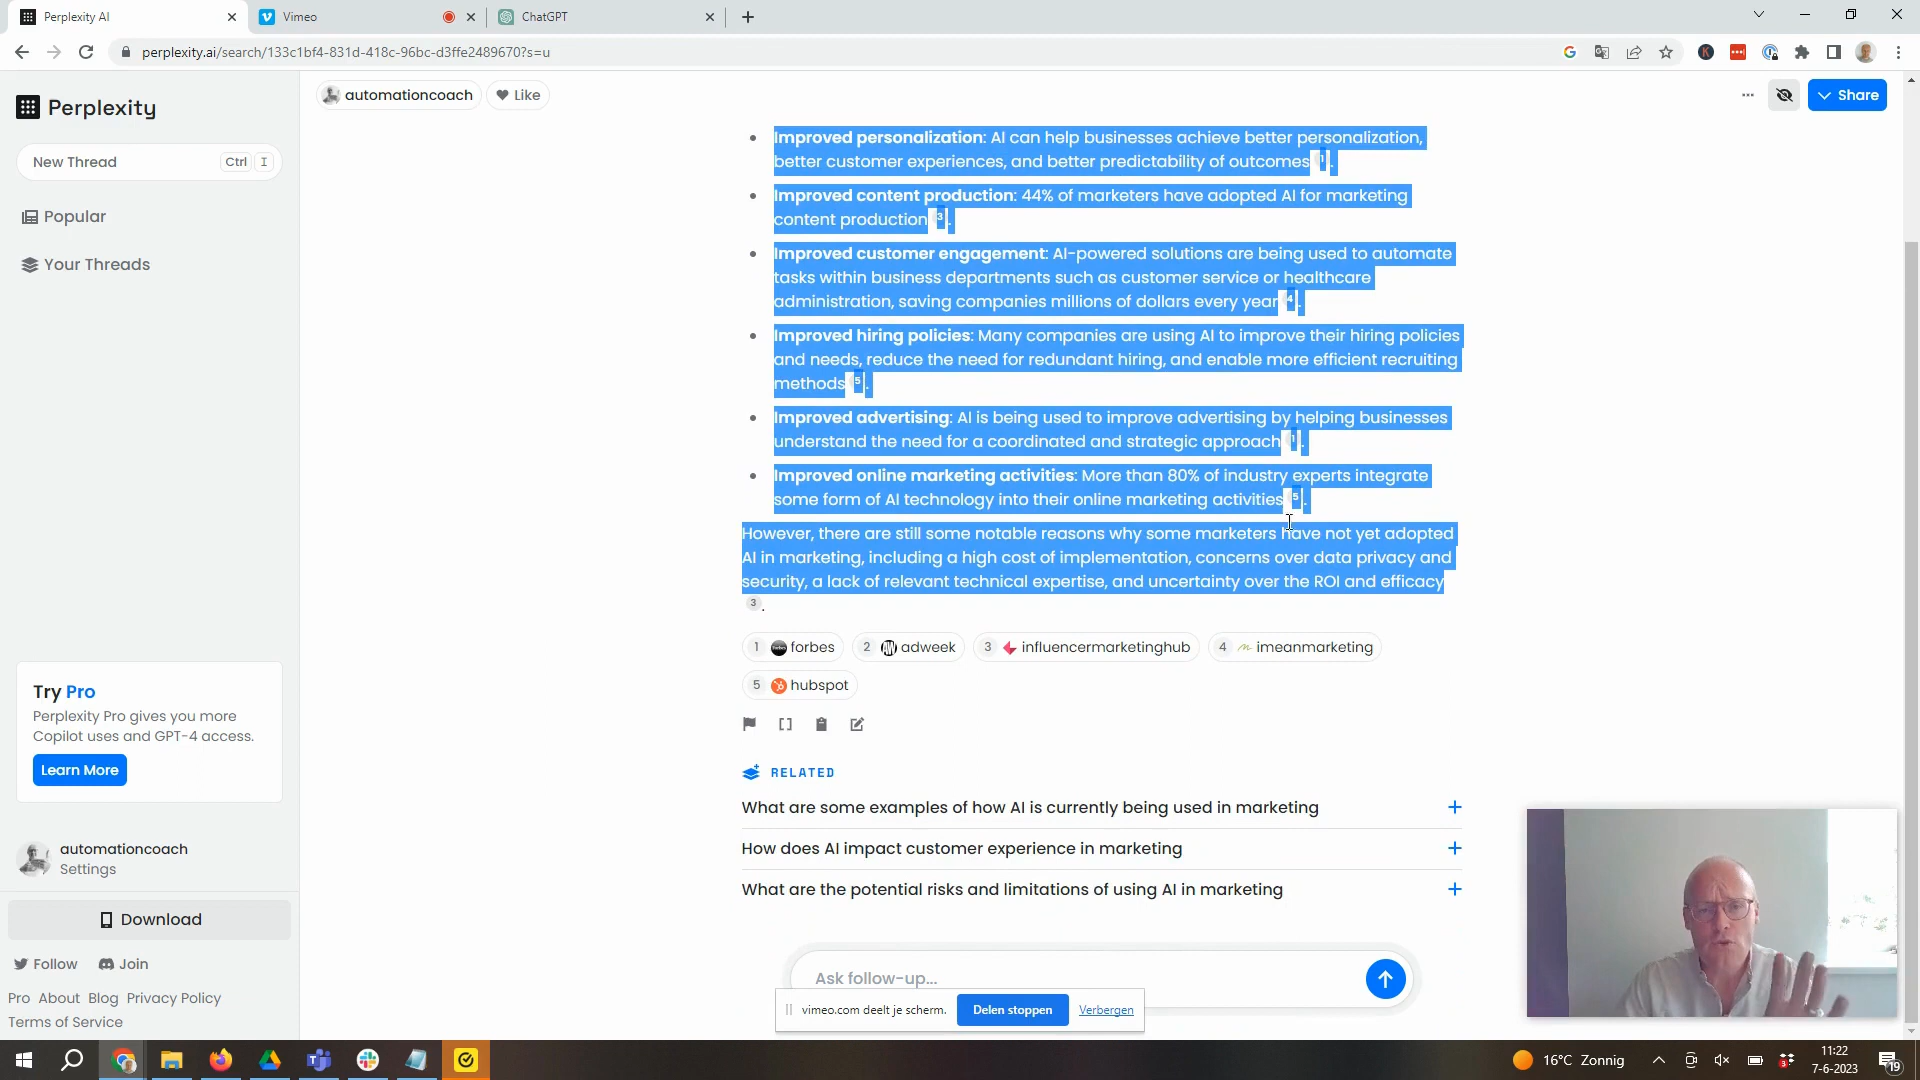 Perplexity AI
Vimeo
ChatGPT
perplexity.ai/search/133c1bf4-831d-418c-96bc-d3ffe2489670?s=u
Perplexity
New Thread Ctrl I
Popular
Your Threads
Try Pro
Perplexity Pro gives you more
Copilot uses and GPT-4 access.
Learn More
automationcoach
Settings
Download
Follow Join
Pro About Blog Privacy Policy
Terms of Service
automationcoach Like
Share
Improved personalization: AI can help businesses achieve better personalization,
better customer experiences, and better predictability of outcomes 1.
Improved content production: 44% of marketers have adopted AI for marketing
content production 3.
Improved customer engagement: AI-powered solutions are being used to automate
tasks within business departments such as customer service or healthcare
administration, saving companies millions of dollars every year 4.
Improved hiring policies: Many companies are using AI to improve their hiring policies
and needs, reduce the need for redundant hiring, and enable more efficient recruiting
methods 5.
Improved advertising: AI is being used to improve advertising by helping businesses
understand the need for a coordinated and strategic approach 1.
Improved online marketing activities: More than 80% of industry experts integrate
some form of AI technology into their online marketing activities 5.
However, there are still some notable reasons why some marketers have not yet adopted
AI in marketing, including a high cost of implementation, concerns over data privacy and
security, a lack of relevant technical expertise, and uncertainty over the ROI and efficacy
3.
1 forbes 2 adweek 3 influencermarketinghub 4 imeanmarketing
5 hubspot
RELATED
What are some examples of how AI is currently being used in marketing
How does AI impact customer experience in marketing
What are the potential risks and limitations of using AI in marketing
Ask follow-up...
vimeo.com deelt je scherm. Delen stoppen Verbergen
16°C Zonnig
11:22
7-6-2023
19